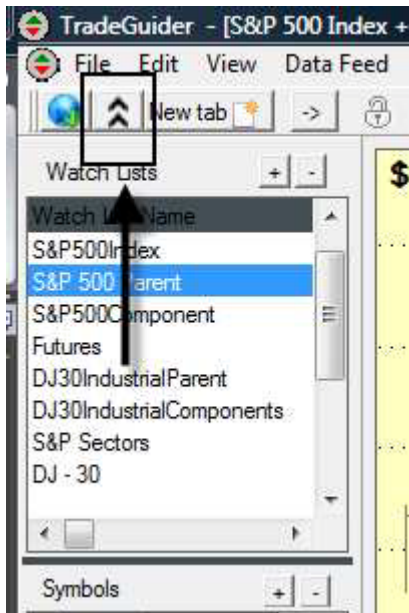 TradeGuider - [S&P 500 Index +
File Edit View Data Feed
New tab ->
Watch Lists + -
$
Watch List Name
S&P500Index
S&P 500 Parent
S&P500Component
Futures
DJ30IndustrialParent
DJ30IndustrialComponents
S&P Sectors
DJ - 30
Symbols + -